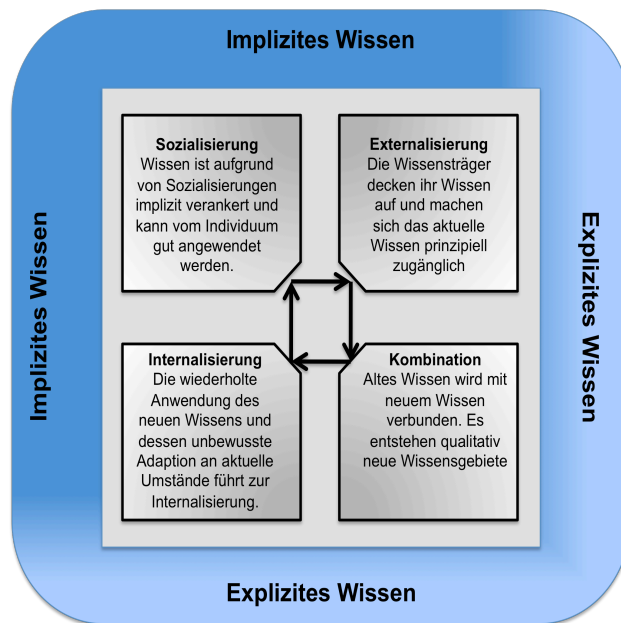 Implizites Wissen
Implizites Wissen
Sozialisierung
Wissen ist aufgrund
von Sozialisierungen
implizit verankert und
kann vom Individuum
gut angewendet
werden.
Externalisierung
Die Wissensträger
decken ihr Wissen
auf und machen
sich das aktuelle
Wissen prinzipiell
zugänglich
Explizites Wissen
Internalisierung
Die wiederholte
Anwendung des
neuen Wissens und
dessen unbewusste
Adaption an aktuelle
Umstände führt zur
Internalisierung.
Kombination
Altes Wissen wird mit
neuem Wissen
verbunden. Es
entstehen qualitativ
neue Wissensgebiete
Explizites Wissen